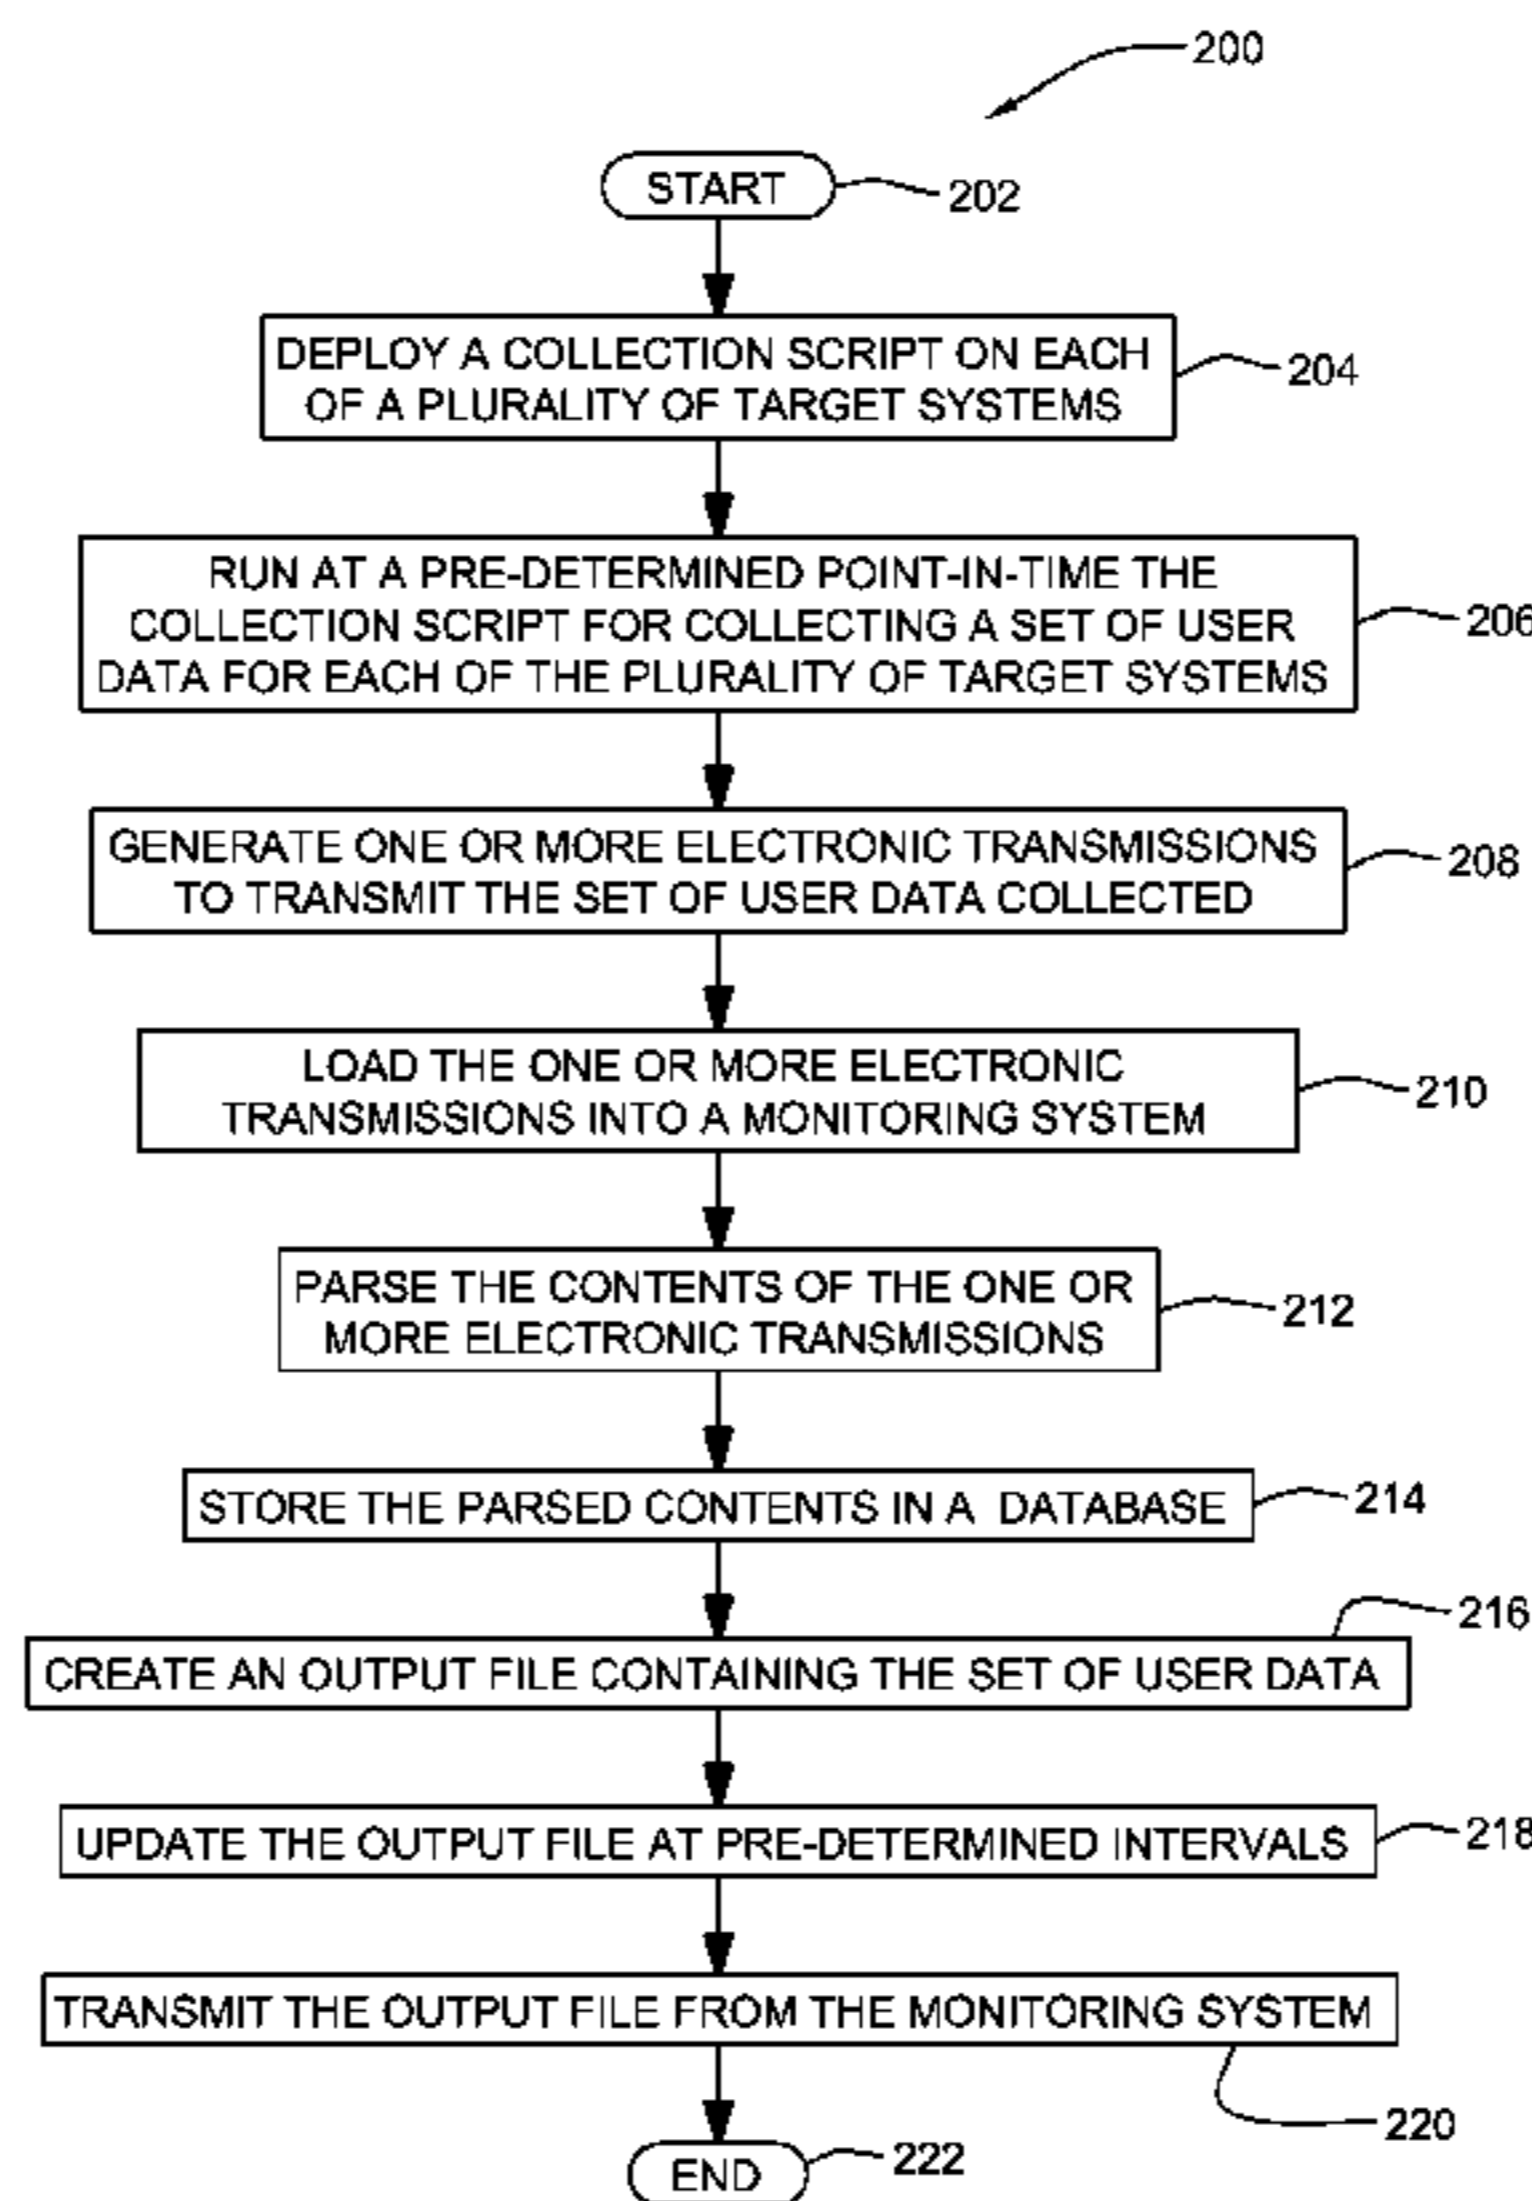 200
START
202
DEPLOY A COLLECTION SCRIPT ON EACH
OF A PLURALITY OF TARGET SYSTEMS
204
RUN AT A PRE-DETERMINED POINT-IN-TIME THE
COLLECTION SCRIPT FOR COLLECTING A SET OF USER
DATA FOR EACH OF THE PLURALITY OF TARGET SYSTEMS
206
GENERATE ONE OR MORE ELECTRONIC TRANSMISSIONS
TO TRANSMIT THE SET OF USER DATA COLLECTED
208
LOAD THE ONE OR MORE ELECTRONIC
TRANSMISSIONS INTO A MONITORING SYSTEM
210
PARSE THE CONTENTS OF THE ONE OR
MORE ELECTRONIC TRANSMISSIONS
212
STORE THE PARSED CONTENTS IN A DATABASE
214
216
CREATE AN OUTPUT FILE CONTAINING THE SET OF USER DATA
UPDATE THE OUTPUT FILE AT PRE-DETERMINED INTERVALS
218
TRANSMIT THE OUTPUT FILE FROM THE MONITORING SYSTEM
220
END
222